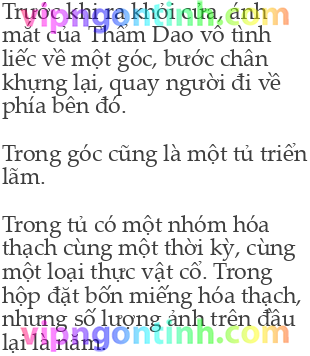 Trước khi ra khỏi cửa, ánh
mắt của Thẩm Dao vô tình
liếc về một góc, bước chân
khựng lại, quay người đi về
phía bên đó.
Trong góc cũng là một tủ triển
lãm.
Trong tủ có một nhóm hóa
thạch cùng một thời kỳ, cùng
một loại thực vật cổ. Trong
hộp đặt bốn miếng hóa thạch,
nhưng số lượng ảnh trên đầu
lại là năm.
vipngontinh.com
vipngontinh.com